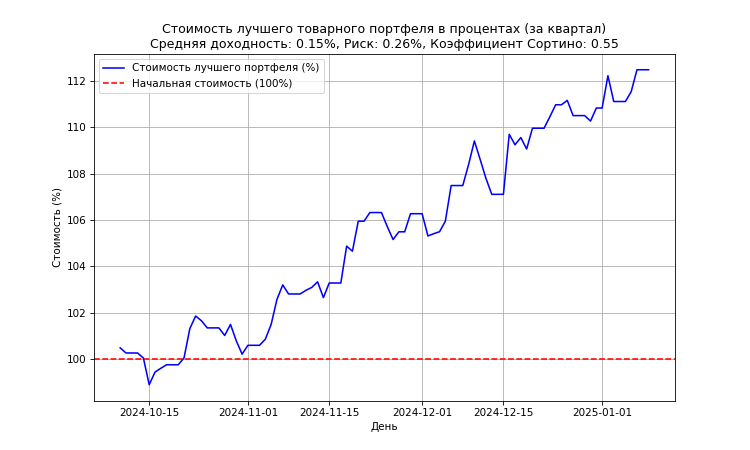 Стоимость лучшего товарного портфеля в процентах (за квартал)
Средняя доходность: 0.15%, Риск: 0.26%, Коэффициент Сортино: 0.55
Стоимость лучшего портфеля (%)
Начальная стоимость (100%)
Стоимость (%)
112
110
108
106
104
102
100
2024-10-15
2024-11-01
2024-11-15
2024-12-01
2024-12-15
2025-01-01
День